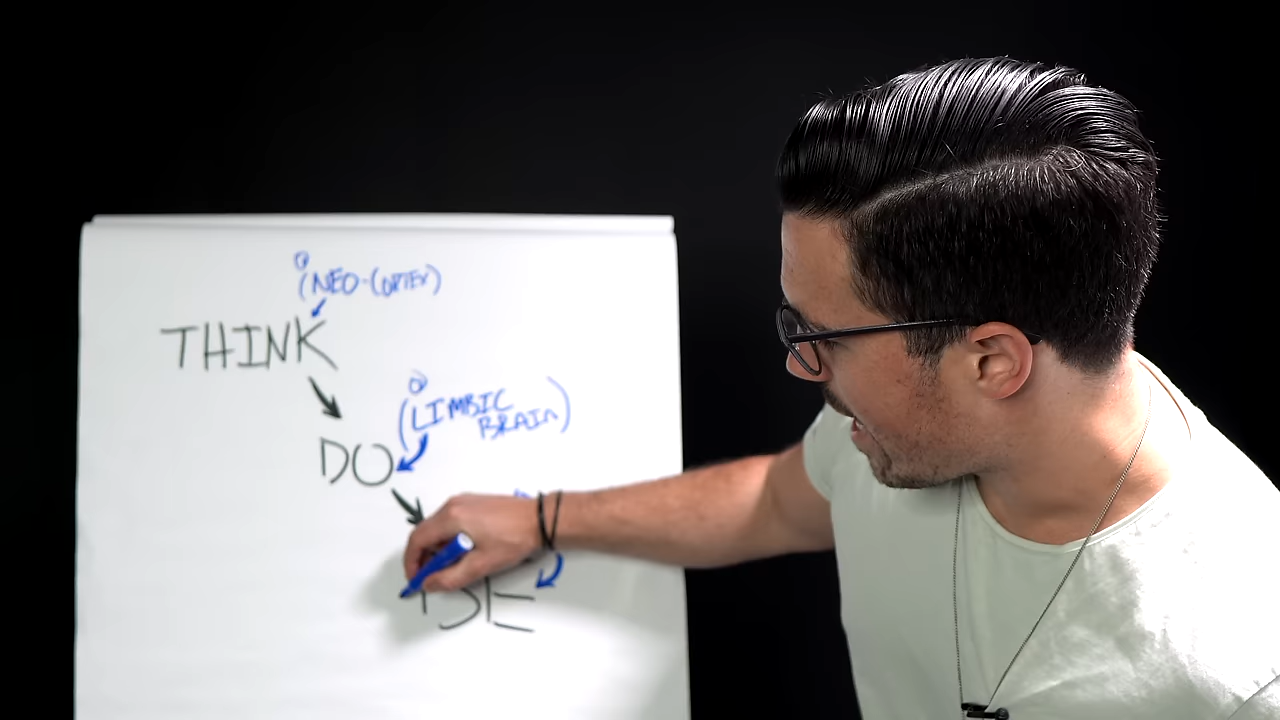 (NEO-CORTEX)
THINK
(LIMBIC
BRAIN)
DO
BE